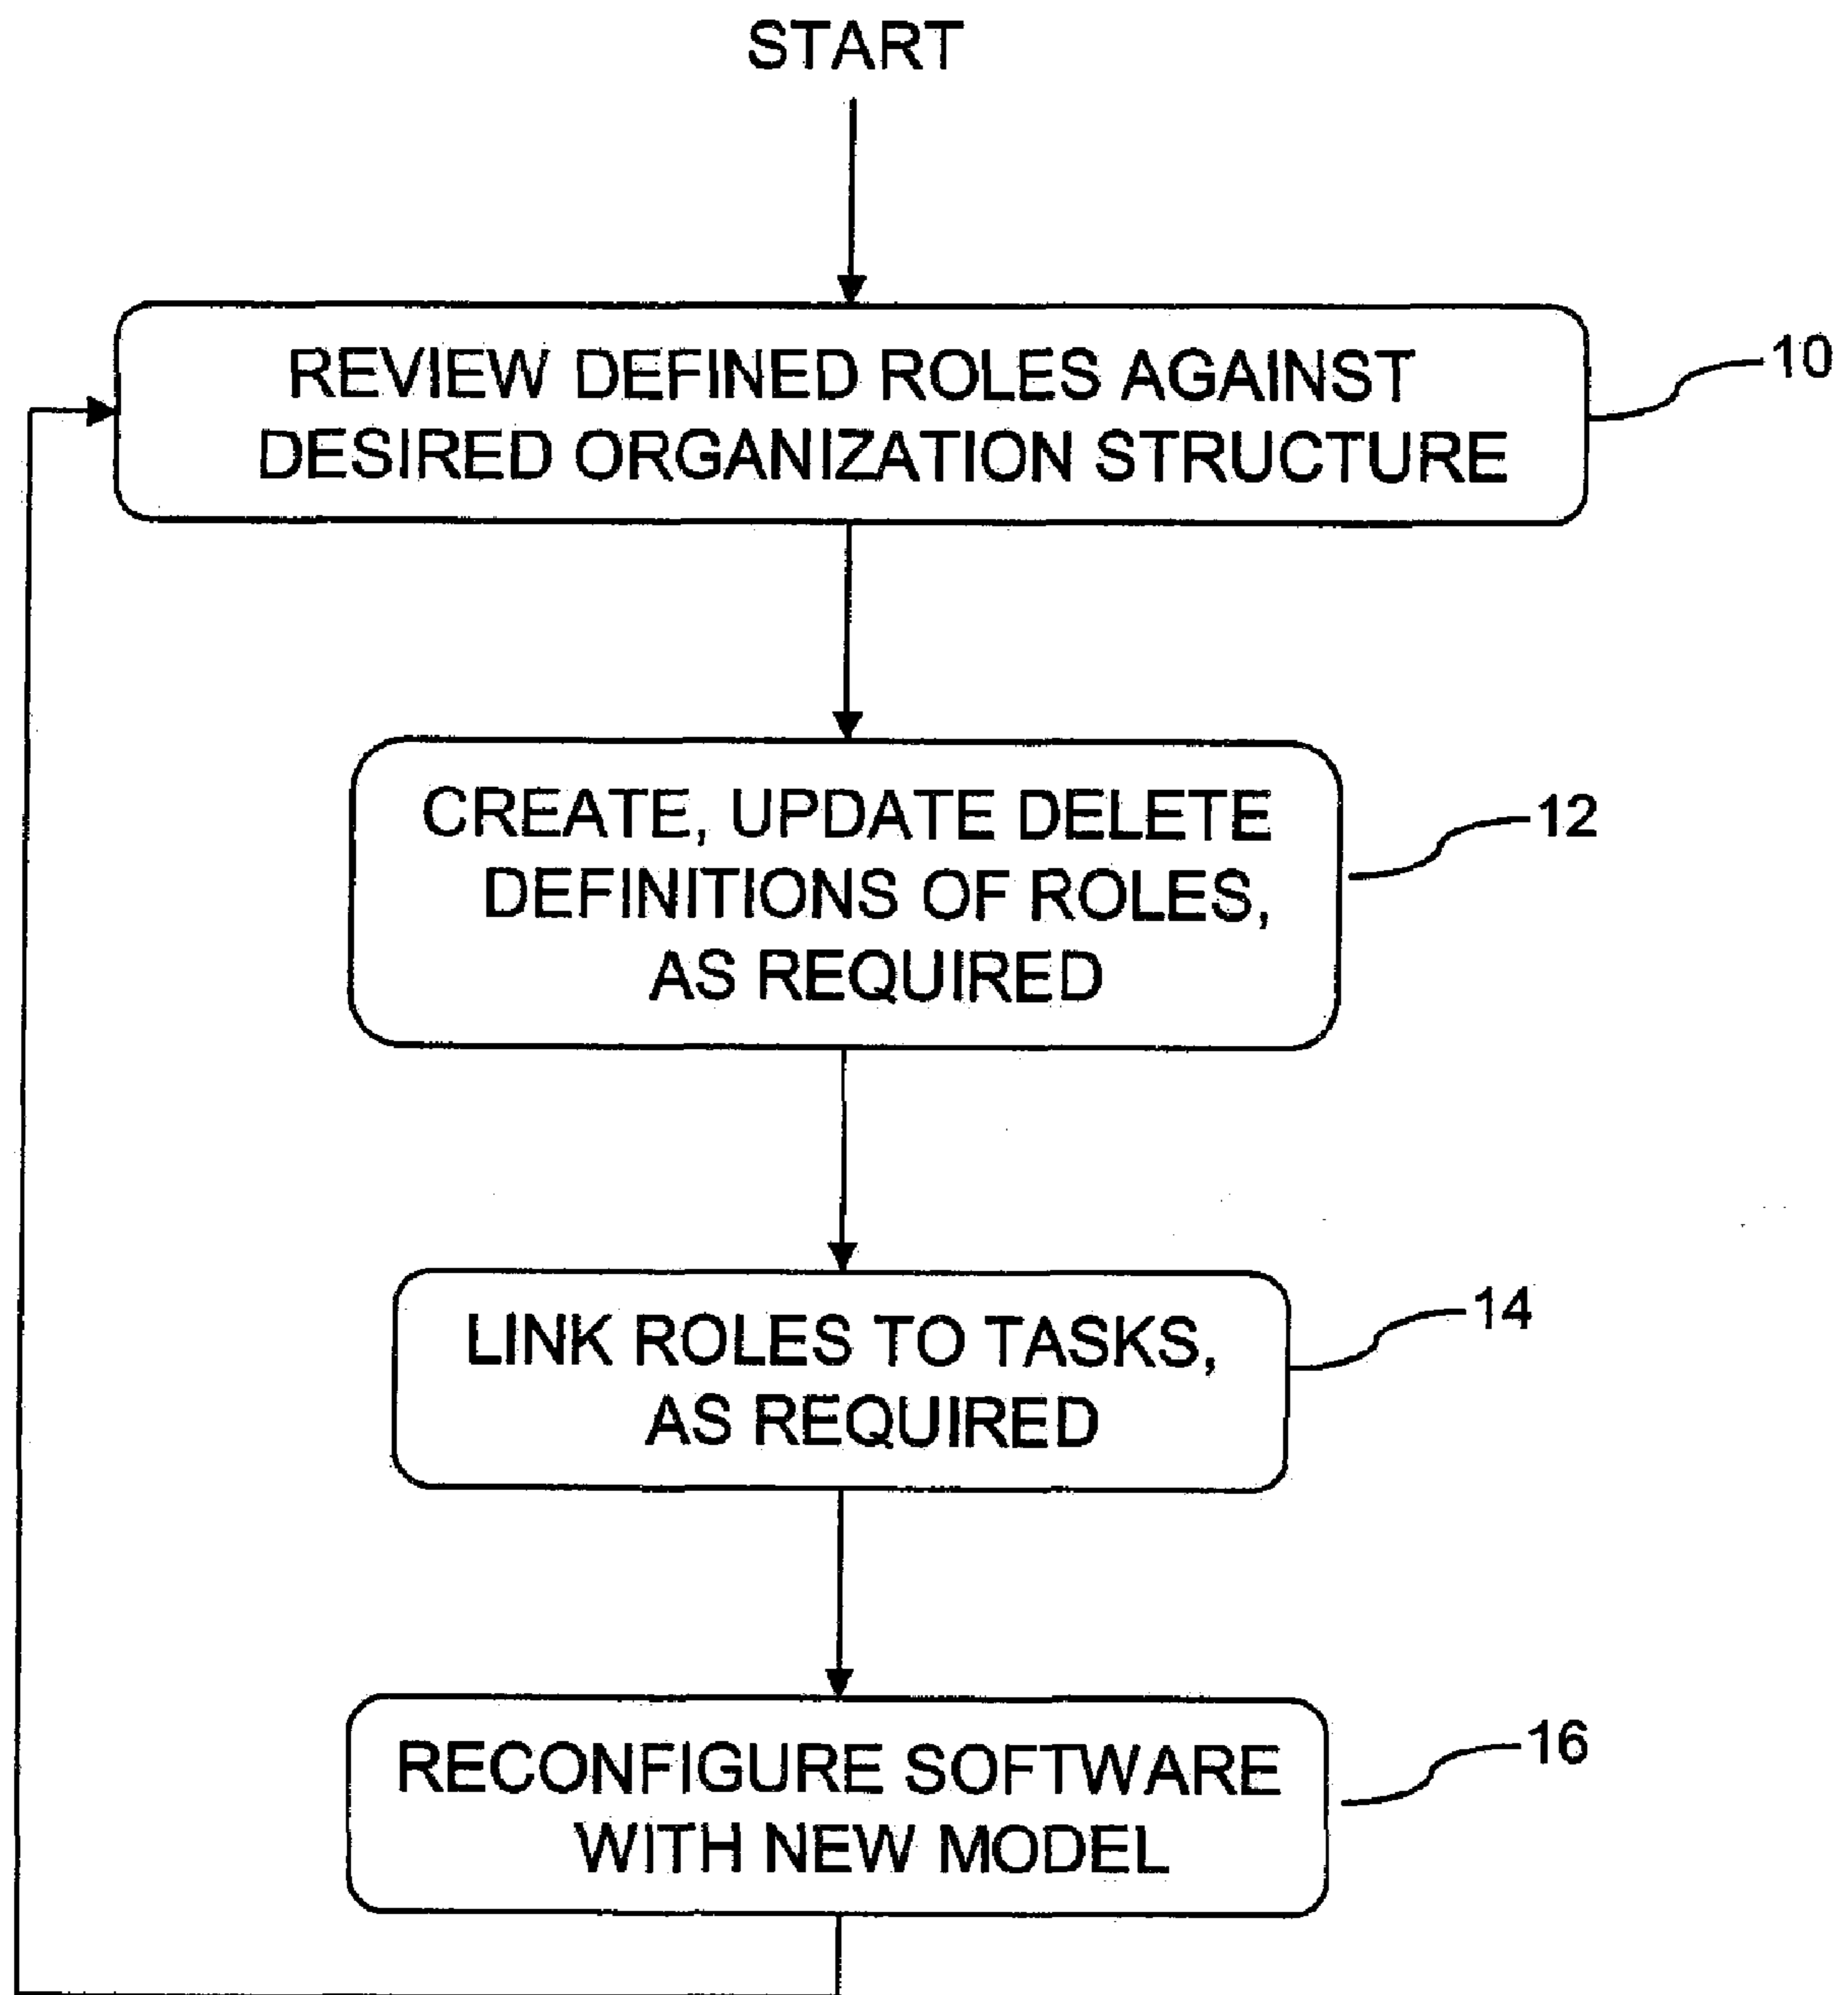 START
REVIEW DEFINED ROLES AGAINST
DESIRED ORGANIZATION STRUCTURE
10
CREATE, UPDATE DELETE
DEFINITIONS OF ROLES,
AS REQUIRED
12
LINK ROLES TO TASKS,
AS REQUIRED
14
RECONFIGURE SOFTWARE
WITH NEW MODEL
16